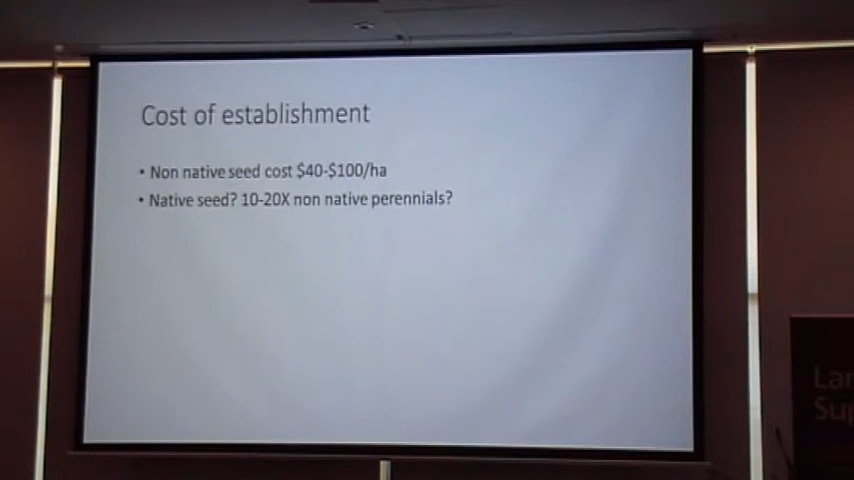 Cost of establishment
• Non native seed cost $40-$100/ha
• Native seed? 10-20X non native perennials?